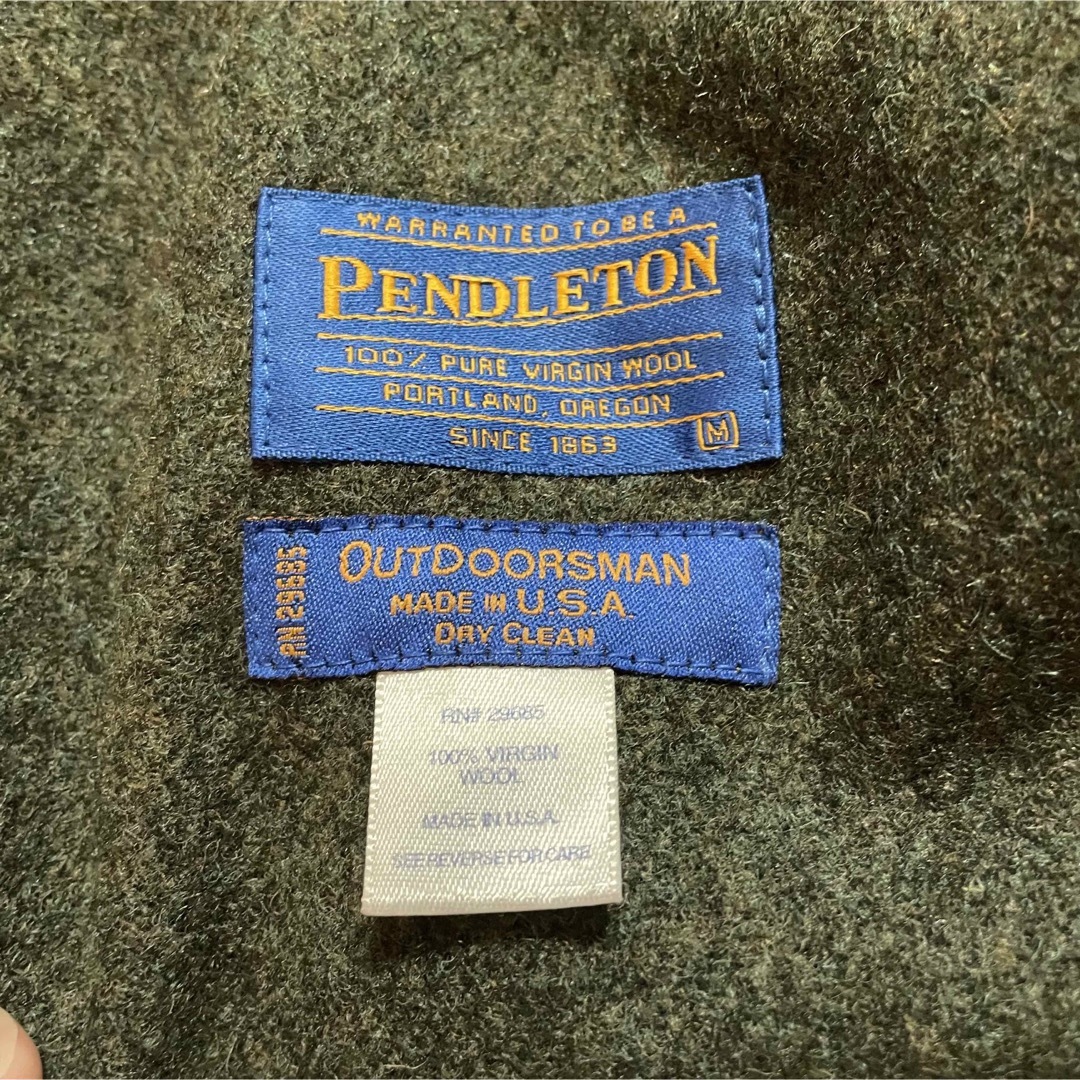 WARRANTED TO BE A
PENDLETON
100% PURE VIRGIN WOOL
PORTLAND, OREGON
SINCE 1863
M
RN 29685
OUTDOORSMAN
MADE IN U.S.A.
DRY CLEAN
RN# 29685
100% VIRGIN
WOOL
MADE IN U.S.A.
SEE REVERSE FOR CARE